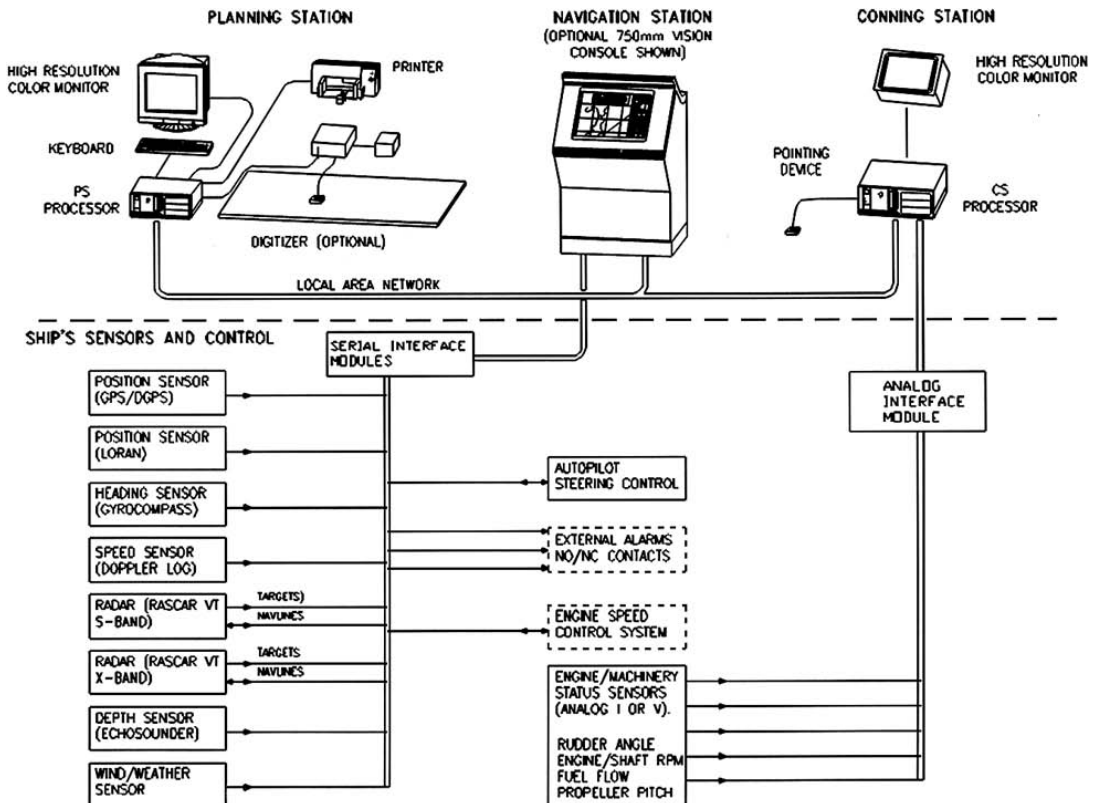 PLANNING STATION
NAVIGATION STATION
(OPTIONAL 750mm VISION
CONSOLE SHOWN)
CONNING STATION
HIGH RESOLUTION
COLOR MONITOR
PRINTER
HIGH RESOLUTION
COLOR MONITOR
KEYBOARD
POINTING
DEVICE
PS
PROCESSOR
CS
PROCESSOR
DIGITIZER (OPTIONAL)
LOCAL AREA NETWORK
SHIP'S SENSORS AND CONTROL
SERIAL INTERFACE
MODULES
POSITION SENSOR
(GPS/DGPS)
ANALOG
INTERFACE
MODULE
POSITION SENSOR
(LORAN)
AUTOPILOT
STEERING CONTROL
HEADING SENSOR
(GYROCOMPASS)
EXTERNAL ALARMS
NO/NC CONTACTS
SPEED SENSOR
(DOPPLER LOG)
RADAR (RASCAR VT
S-BAND)
TARGETS)
NAVLINES
ENGINE SPEED
CONTROL SYSTEM
RADAR (RASCAR VT
X-BAND)
TARGETS
NAVLINES
ENGINE/MACHINERY
STATUS SENSORS
(ANALOG I OR V).
RUDDER ANGLE
ENGINE/SHAFT RPM
FUEL FLOW
PROPELLER PITCH
DEPTH SENSOR
(ECHOSOUNDER)
WIND/WEATHER
SENSOR